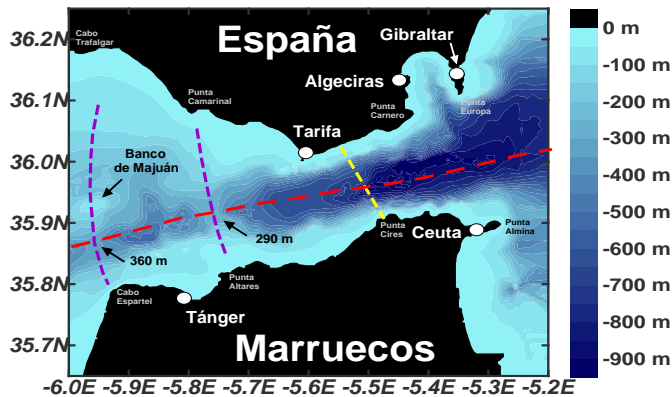 36.2N
36.1N
36.0N
35.9N
35.8N
35.7N
Cabo
Trafalgar
España
Gibraltar
Algeciras
Punta
Camarinal
Punta
Carnero
Punta
Europa
Tarifa
Banco
de Majuán
290 m
360 m
Punta
Cires
Ceuta
Punta
Almina
Cabo
Espartel
Punta
Altares
Tánger
Marruecos
-6.0E -5.9E -5.8E -5.7E -5.6E -5.5E -5.4E -5.3E -5.2E
0 m
-100 m
-200 m
-300 m
-400 m
-500 m
-600 m
-700 m
-800 m
-900 m